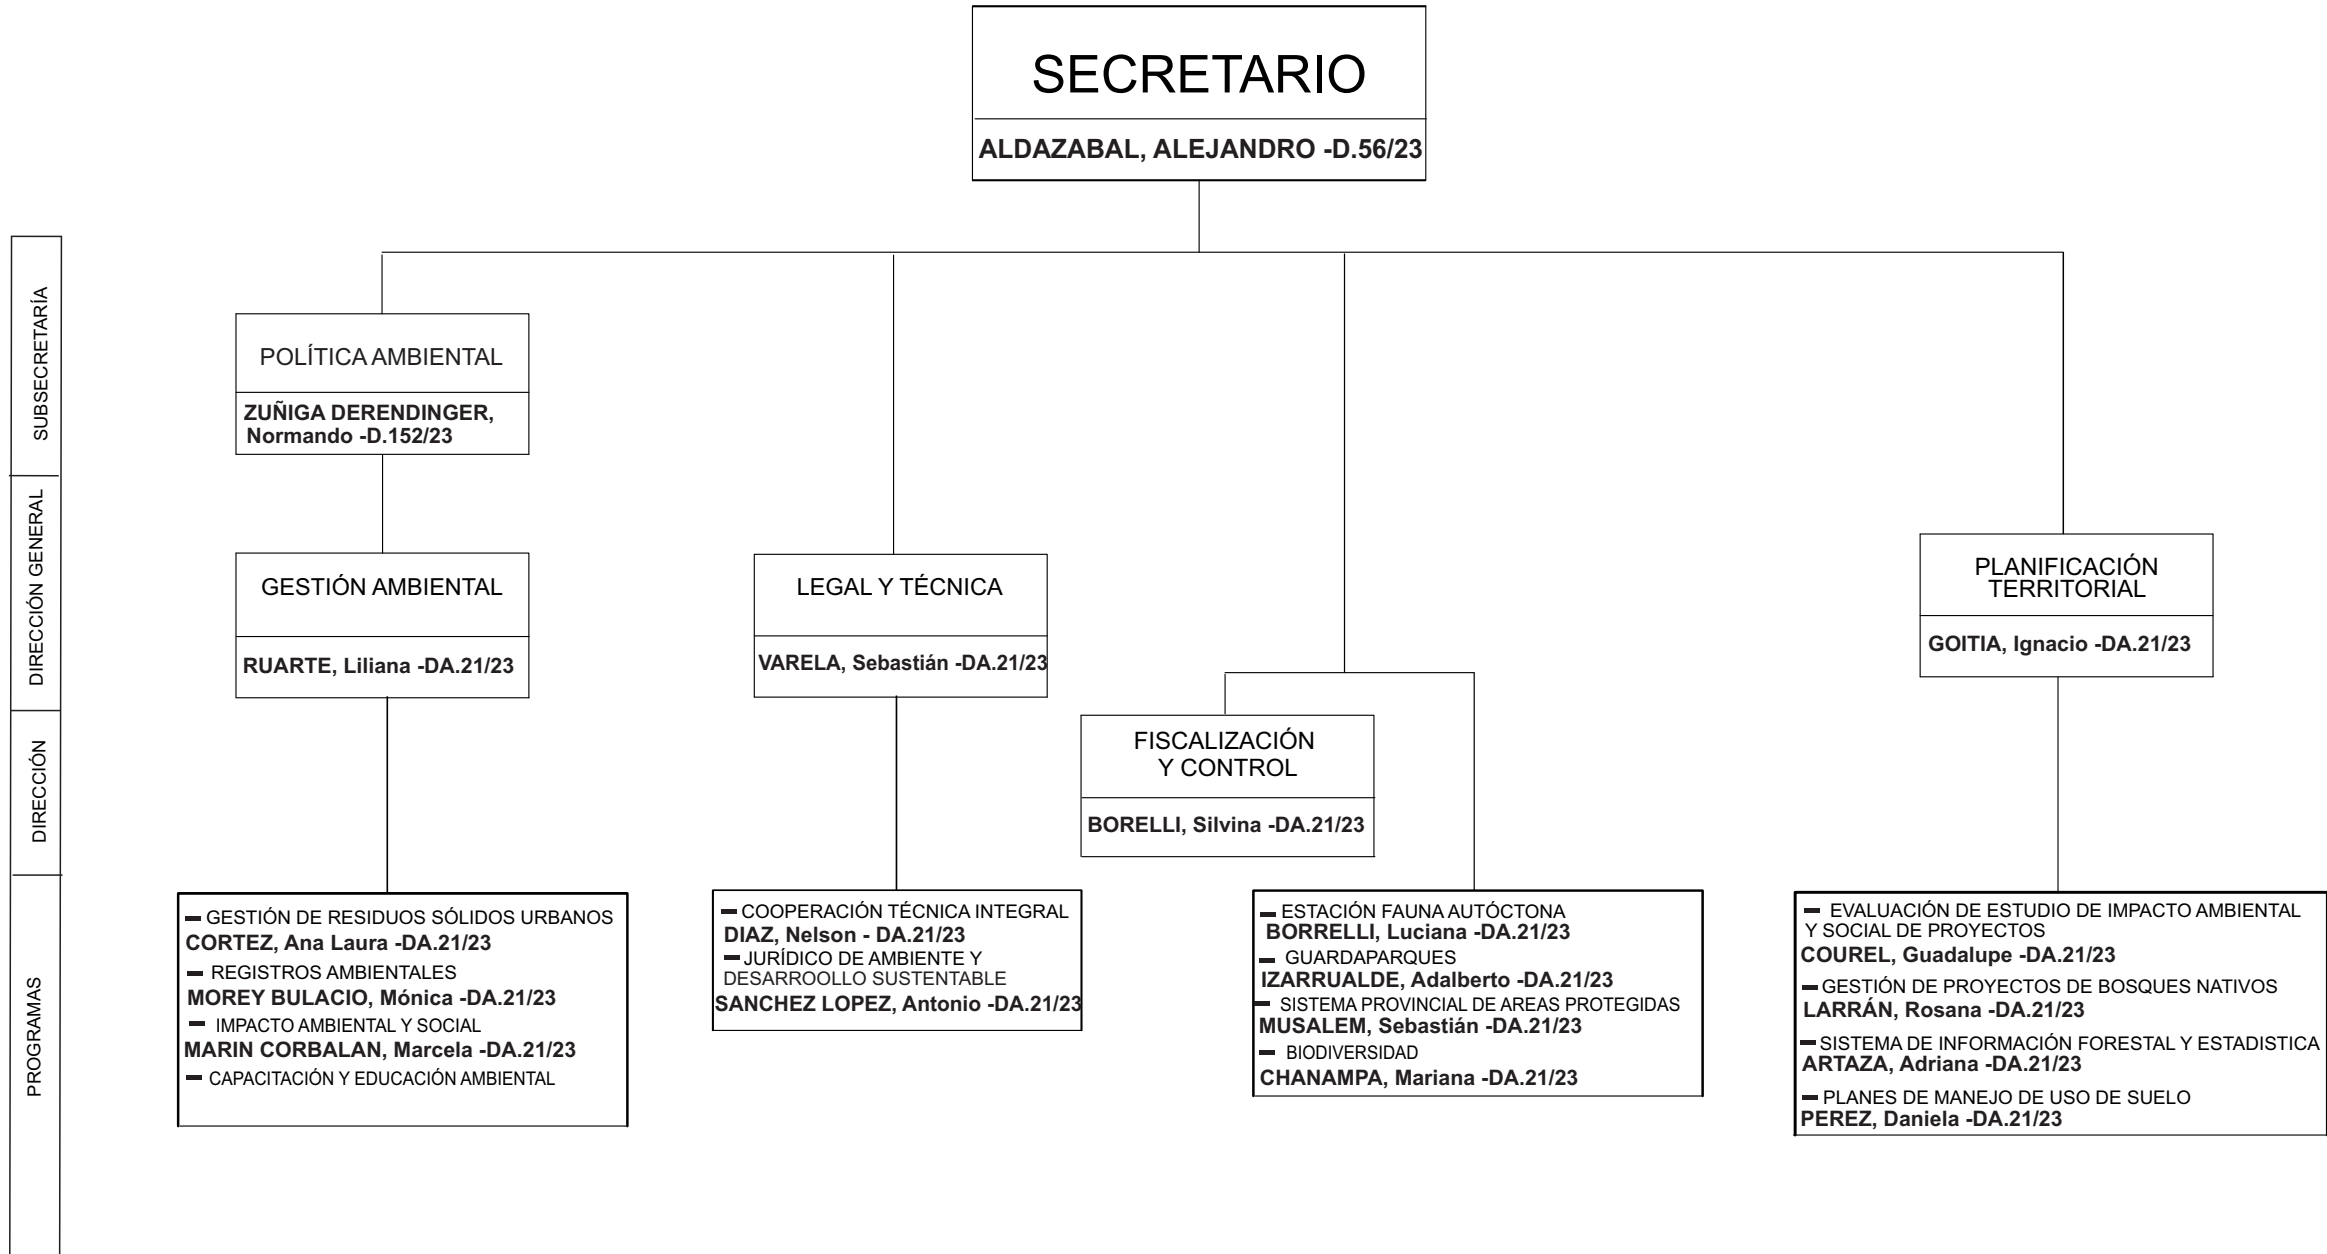 SECRETARIO
ALDAZABAL, ALEJANDRO -D.56/23
SUBSECRETARÍA
POLÍTICA AMBIENTAL
ZUÑIGA DERENDINGER,
Normando -D.152/23
DIRECCIÓN GENERAL
GESTIÓN AMBIENTAL
RUARTE, Liliana -DA.21/23
LEGAL Y TÉCNICA
VARELA, Sebastián -DA.21/23
PLANIFICACIÓN
TERRITORIAL
GOITIA, Ignacio -DA.21/23
DIRECCIÓN
FISCALIZACIÓN
Y CONTROL
BORELLI, Silvina -DA.21/23
PROGRAMAS
- GESTIÓN DE RESIDUOS SÓLIDOS URBANOS
CORTEZ, Ana Laura -DA.21/23
- REGISTROS AMBIENTALES
MOREY BULACIO, Mónica -DA.21/23
- IMPACTO AMBIENTAL Y SOCIAL
MARIN CORBALAN, Marcela -DA.21/23
- CAPACITACIÓN Y EDUCACIÓN AMBIENTAL
- COOPERACIÓN TÉCNICA INTEGRAL
DIAZ, Nelson - DA.21/23
- JURÍDICO DE AMBIENTE Y
DESARROOLLO SUSTENTABLE
SANCHEZ LOPEZ, Antonio -DA.21/23
- ESTACIÓN FAUNA AUTÓCTONA
BORRELLI, Luciana -DA.21/23
- GUARDAPARQUES
IZARRUALDE, Adalberto -DA.21/23
- SISTEMA PROVINCIAL DE AREAS PROTEGIDAS
MUSALEM, Sebastián -DA.21/23
- BIODIVERSIDAD
CHANAMPA, Mariana -DA.21/23
- EVALUACIÓN DE ESTUDIO DE IMPACTO AMBIENTAL
Y SOCIAL DE PROYECTOS
COUREL, Guadalupe -DA.21/23
- GESTIÓN DE PROYECTOS DE BOSQUES NATIVOS
LARRÁN, Rosana -DA.21/23
- SISTEMA DE INFORMACIÓN FORESTAL Y ESTADISTICA
ARTAZA, Adriana -DA.21/23
- PLANES DE MANEJO DE USO DE SUELO
PEREZ, Daniela -DA.21/23